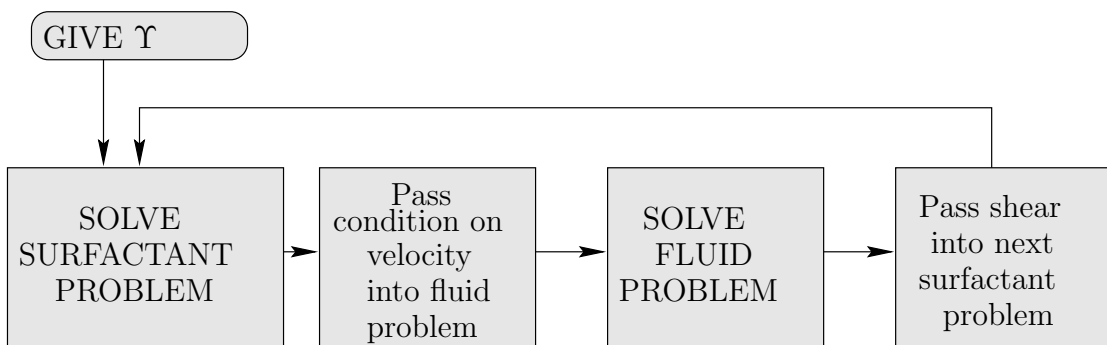 GIVE ϒ
SOLVE
SURFACTANT
PROBLEM
Pass
condition on
velocity
into fluid
problem
SOLVE
FLUID
PROBLEM
Pass shear
into next
surfactant
problem